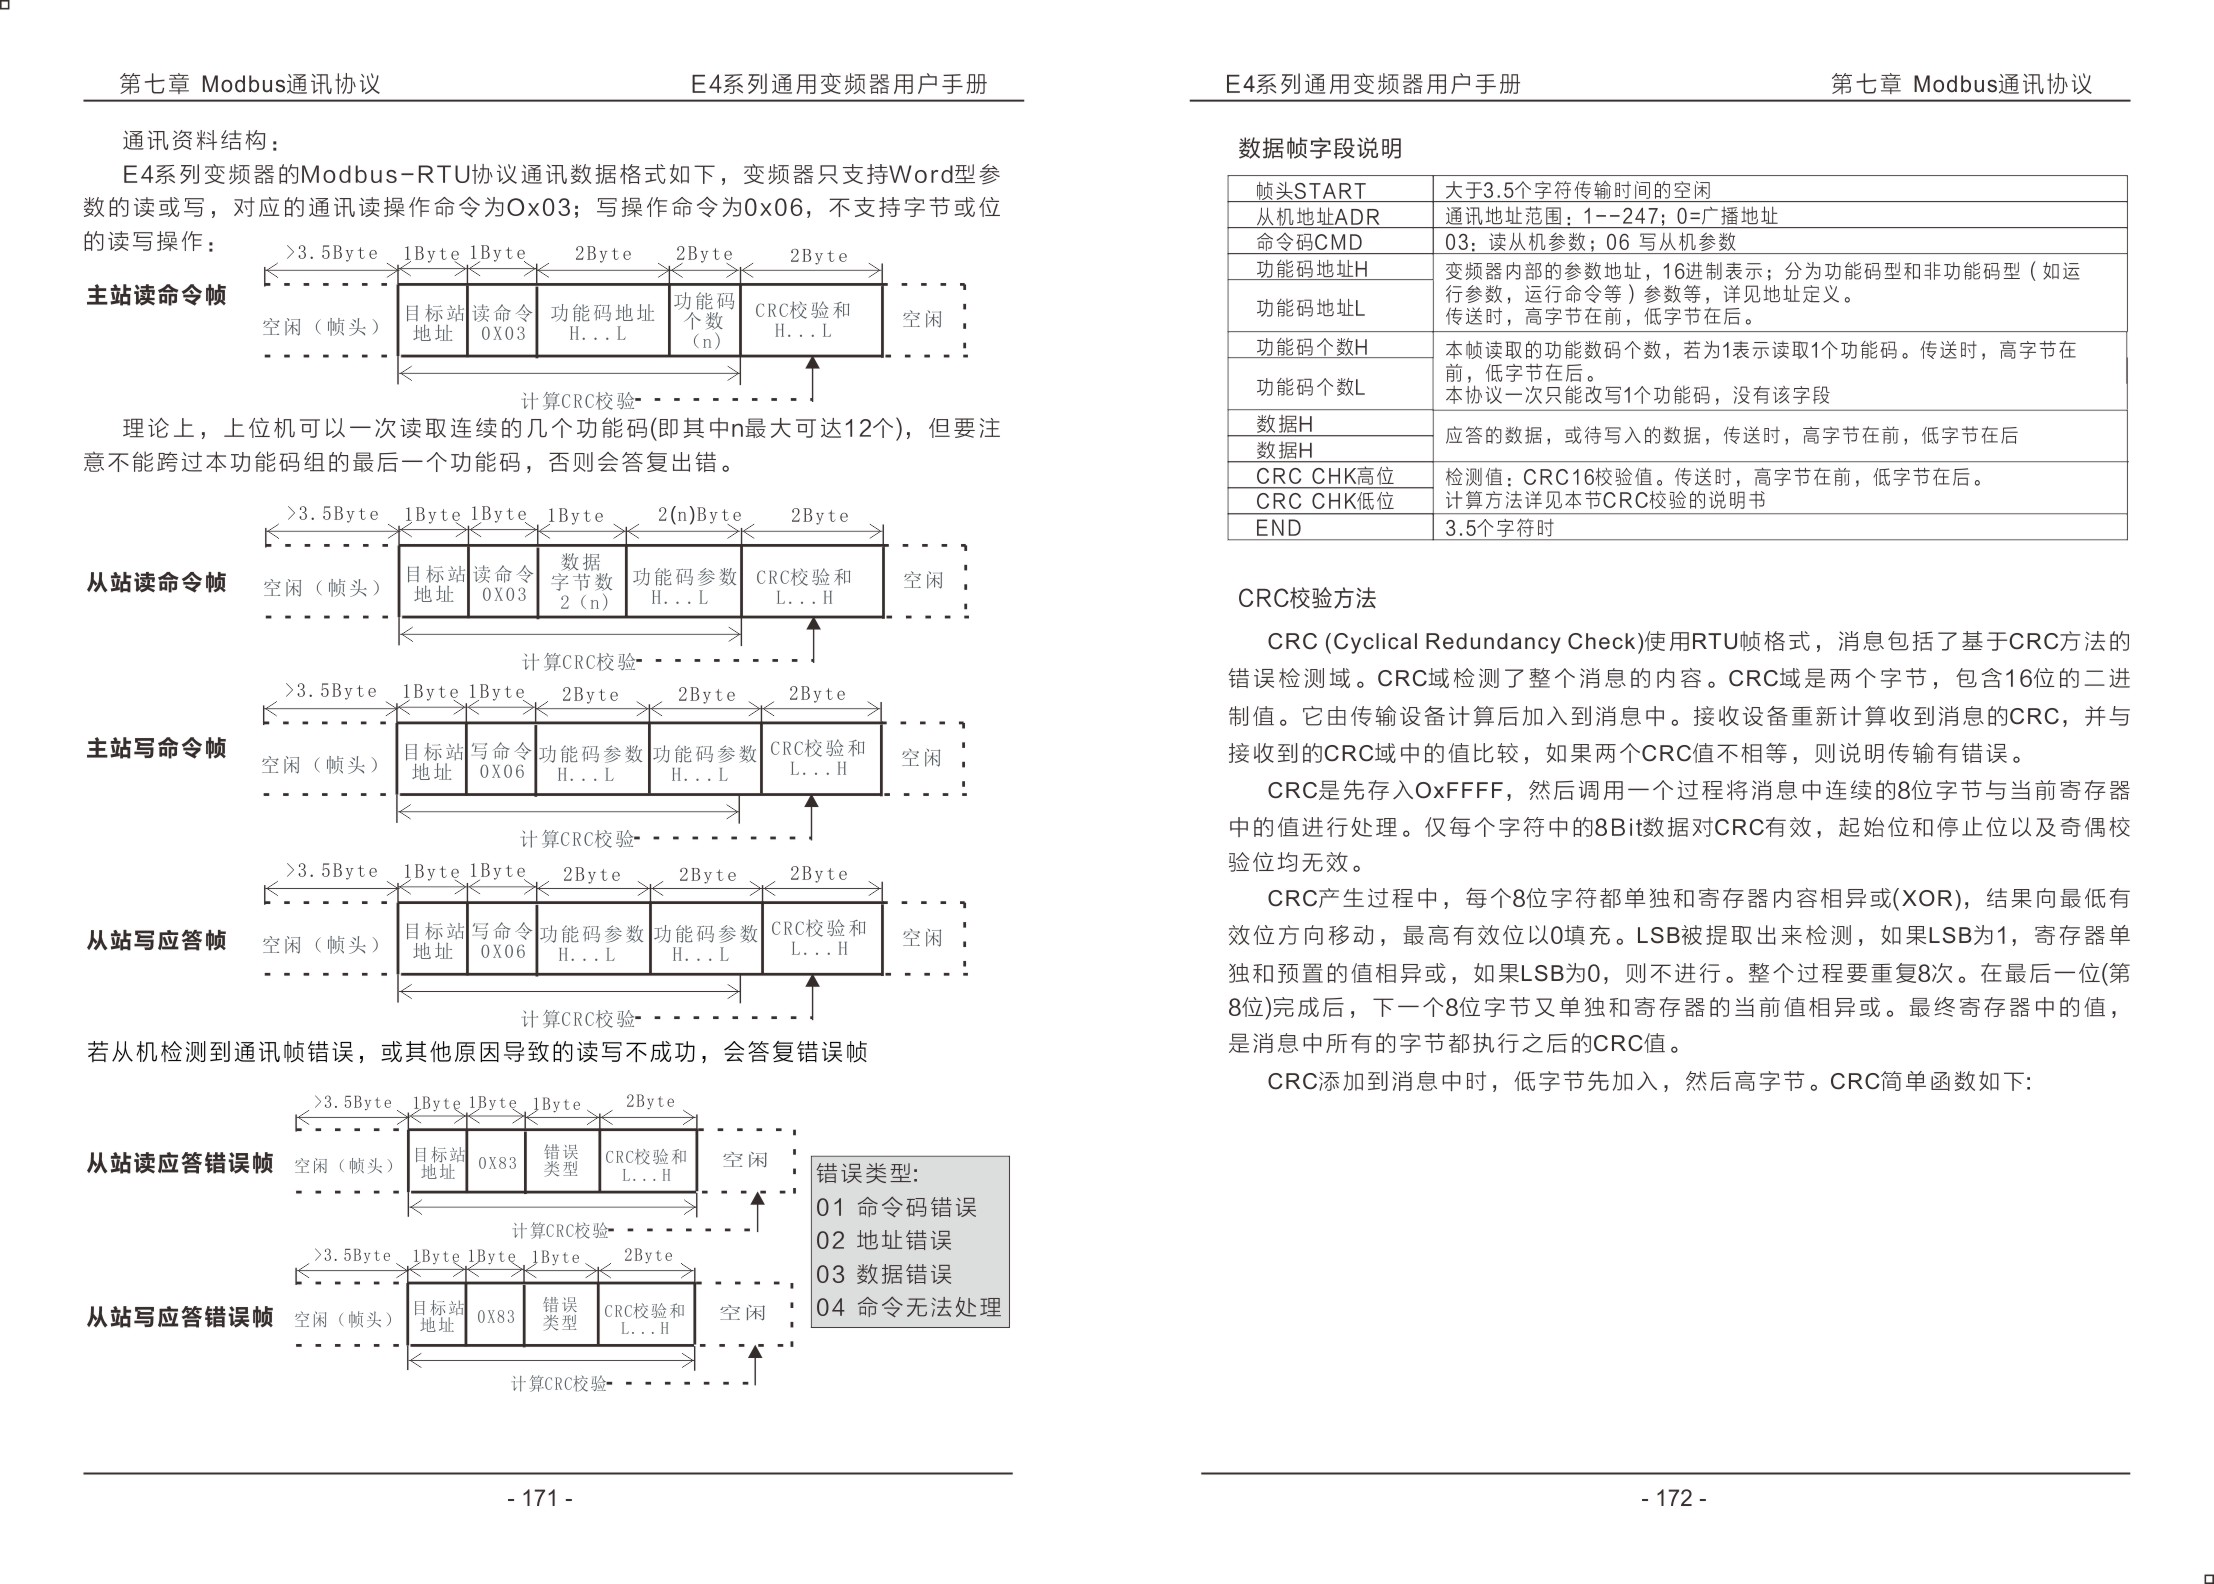 第七章 Modbus通讯协议 E4系列通用变频器用户手册
通讯资料结构：
E4系列变频器的Modbus-RTU协议通讯数据格式如下，变频器只支持Word型参
数的读或写，对应的通讯读操作命令为Ox03；写操作命令为0x06，不支持字节或位
的读写操作：
>3.5Byte 1Byte 1Byte 2Byte 2Byte 2Byte
主站读命令帧
空闲（帧头） 目标站地址 读命令0X03 功能码地址H...L 功能码个数（n） CRC校验和H...L 空闲
计算CRC校验
理论上，上位机可以一次读取连续的几个功能码(即其中n最大可达12个)，但要注
意不能跨过本功能码组的最后一个功能码，否则会答复出错。
>3.5Byte 1Byte 1Byte 1Byte 2(n)Byte 2Byte
从站读命令帧
空闲（帧头） 目标站地址 读命令0X03 数据字节数2（n） 功能码参数H...L CRC校验和L...H 空闲
计算CRC校验
>3.5Byte 1Byte 1Byte 2Byte 2Byte 2Byte
主站写命令帧
空闲（帧头） 目标站地址 写命令0X06 功能码参数H...L 功能码参数H...L CRC校验和L...H 空闲
计算CRC校验
>3.5Byte 1Byte 1Byte 2Byte 2Byte 2Byte
从站写应答帧
空闲（帧头） 目标站地址 写命令0X06 功能码参数H...L 功能码参数H...L CRC校验和L...H 空闲
计算CRC校验
若从机检测到通讯帧错误，或其他原因导致的读写不成功，会答复错误帧
>3.5Byte 1Byte 1Byte 1Byte 2Byte
从站读应答错误帧
空闲（帧头） 目标站地址 0X83 错误类型 CRC校验和L...H 空闲
计算CRC校验
>3.5Byte 1Byte 1Byte 1Byte 2Byte
从站写应答错误帧
空闲（帧头） 目标站地址 0X83 错误类型 CRC校验和L...H 空闲
计算CRC校验
错误类型:
01 命令码错误
02 地址错误
03 数据错误
04 命令无法处理
- 171 -
E4系列通用变频器用户手册 第七章 Modbus通讯协议
数据帧字段说明
帧头START 大于3.5个字符传输时间的空闲
从机地址ADR 通讯地址范围：1--247；0=广播地址
命令码CMD 03：读从机参数；06 写从机参数
功能码地址H
功能码地址L
变频器内部的参数地址，16进制表示；分为功能码型和非功能码型（如运
行参数，运行命令等）参数等，详见地址定义。
传送时，高字节在前，低字节在后。
功能码个数H
功能码个数L
本帧读取的功能数码个数，若为1表示读取1个功能码。传送时，高字节在
前，低字节在后。
本协议一次只能改写1个功能码，没有该字段
数据H
数据H
应答的数据，或待写入的数据，传送时，高字节在前，低字节在后
CRC CHK高位
CRC CHK低位
检测值：CRC16校验值。传送时，高字节在前，低字节在后。
计算方法详见本节CRC校验的说明书
END 3.5个字符时
CRC校验方法
CRC (Cyclical Redundancy Check)使用RTU帧格式，消息包括了基于CRC方法的
错误检测域。CRC域检测了整个消息的内容。CRC域是两个字节，包含16位的二进
制值。它由传输设备计算后加入到消息中。接收设备重新计算收到消息的CRC，并与
接收到的CRC域中的值比较，如果两个CRC值不相等，则说明传输有错误。
CRC是先存入OxFFFF，然后调用一个过程将消息中连续的8位字节与当前寄存器
中的值进行处理。仅每个字符中的8Bit数据对CRC有效，起始位和停止位以及奇偶校
验位均无效。
CRC产生过程中，每个8位字符都单独和寄存器内容相异或(XOR)，结果向最低有
效位方向移动，最高有效位以0填充。LSB被提取出来检测，如果LSB为1，寄存器单
独和预置的值相异或，如果LSB为0，则不进行。整个过程要重复8次。在最后一位(第
8位)完成后，下一个8位字节又单独和寄存器的当前值相异或。最终寄存器中的值，
是消息中所有的字节都执行之后的CRC值。
CRC添加到消息中时，低字节先加入，然后高字节。CRC简单函数如下:
- 172 -